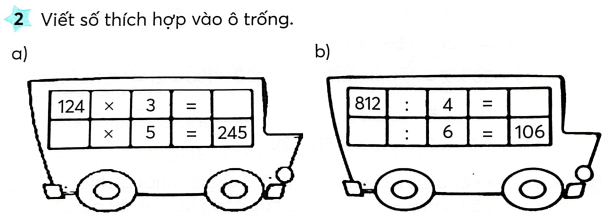 2 Viết số thích hợp vào ô trống.
a) b)
124 × 3 =
× 5 = 245
812 : 4 =
: 6 = 106